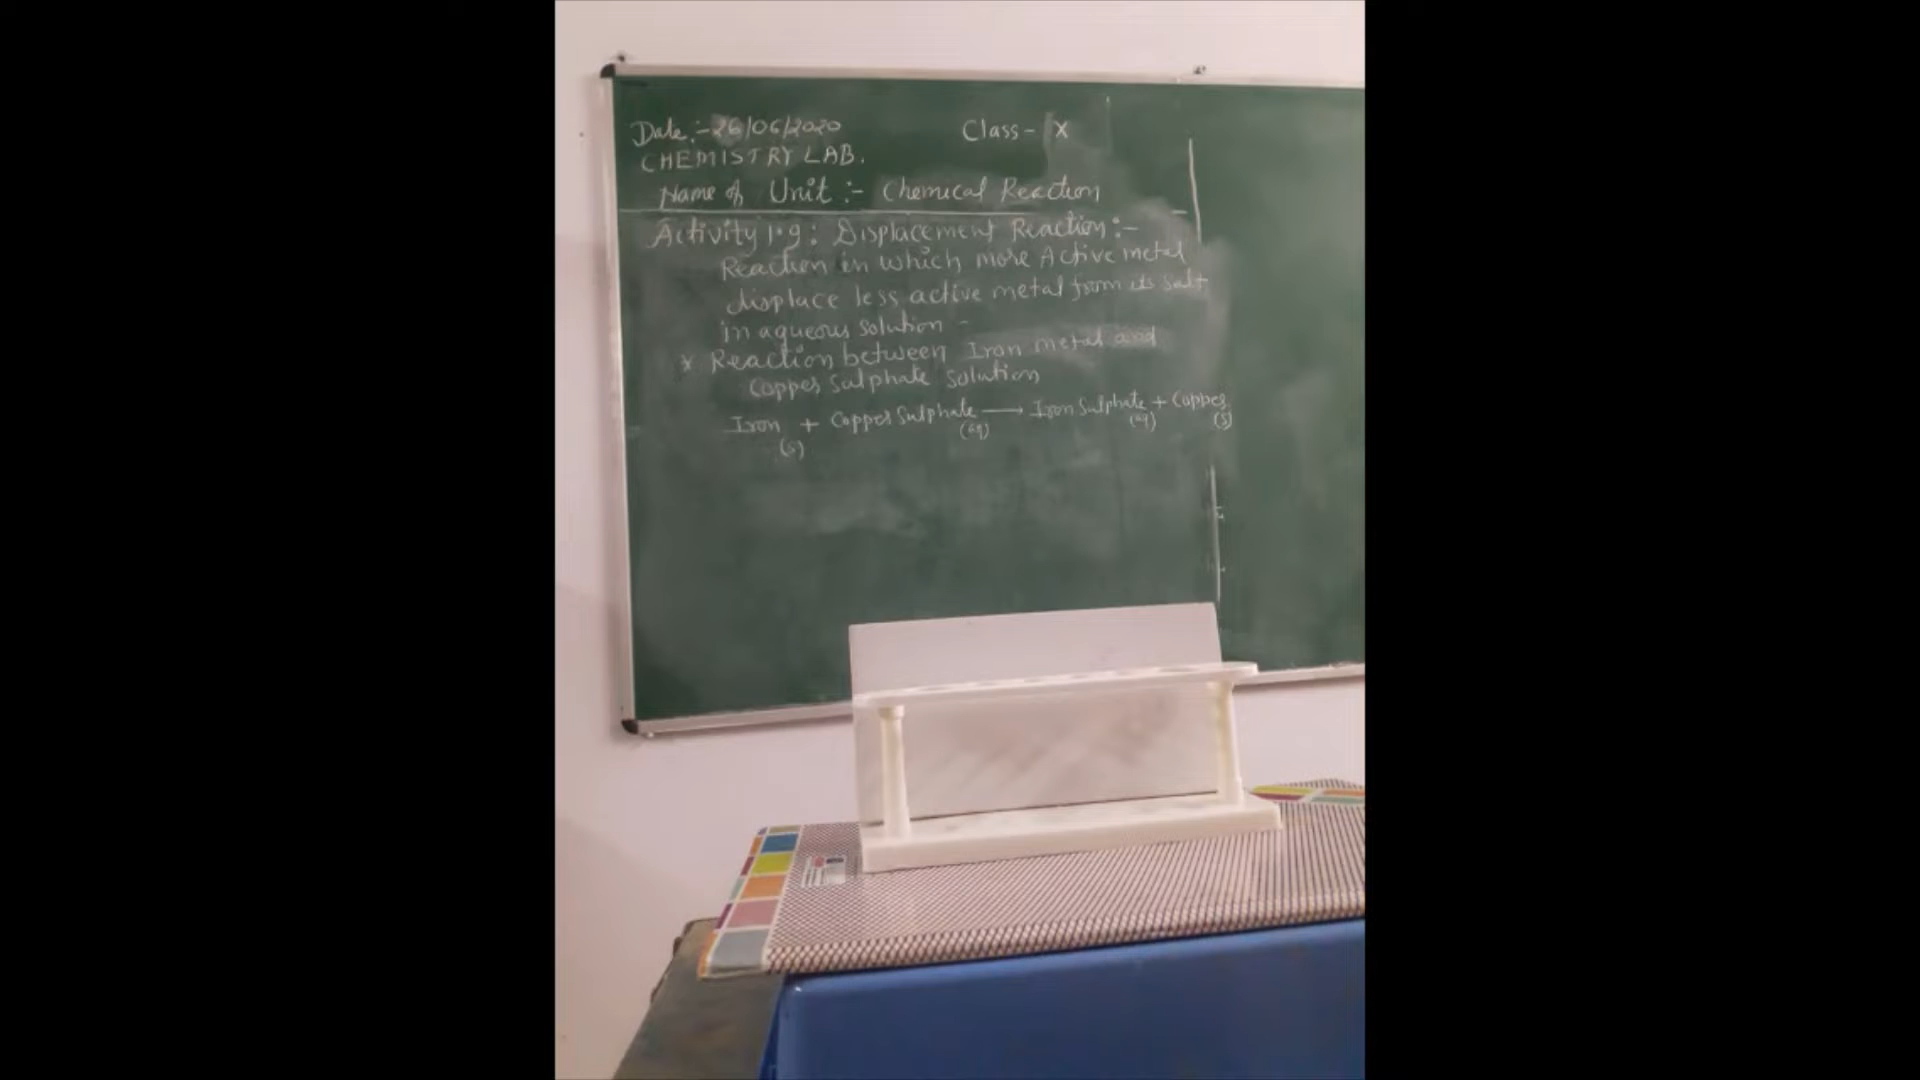 Date:-26/06/2020 Class- X
CHEMISTRY LAB.
Name of Unit:- Chemical Reaction
Activity 1.9: Displacement Reaction:-
Reaction in which more Active metal
displace less active metal from its salt
in aqueous solution -
* Reaction between Iron metal and
Copper Sulphate solution
Iron + Copper Sulphate → Iron Sulphate + Copper
(s) (aq) (aq) (s)